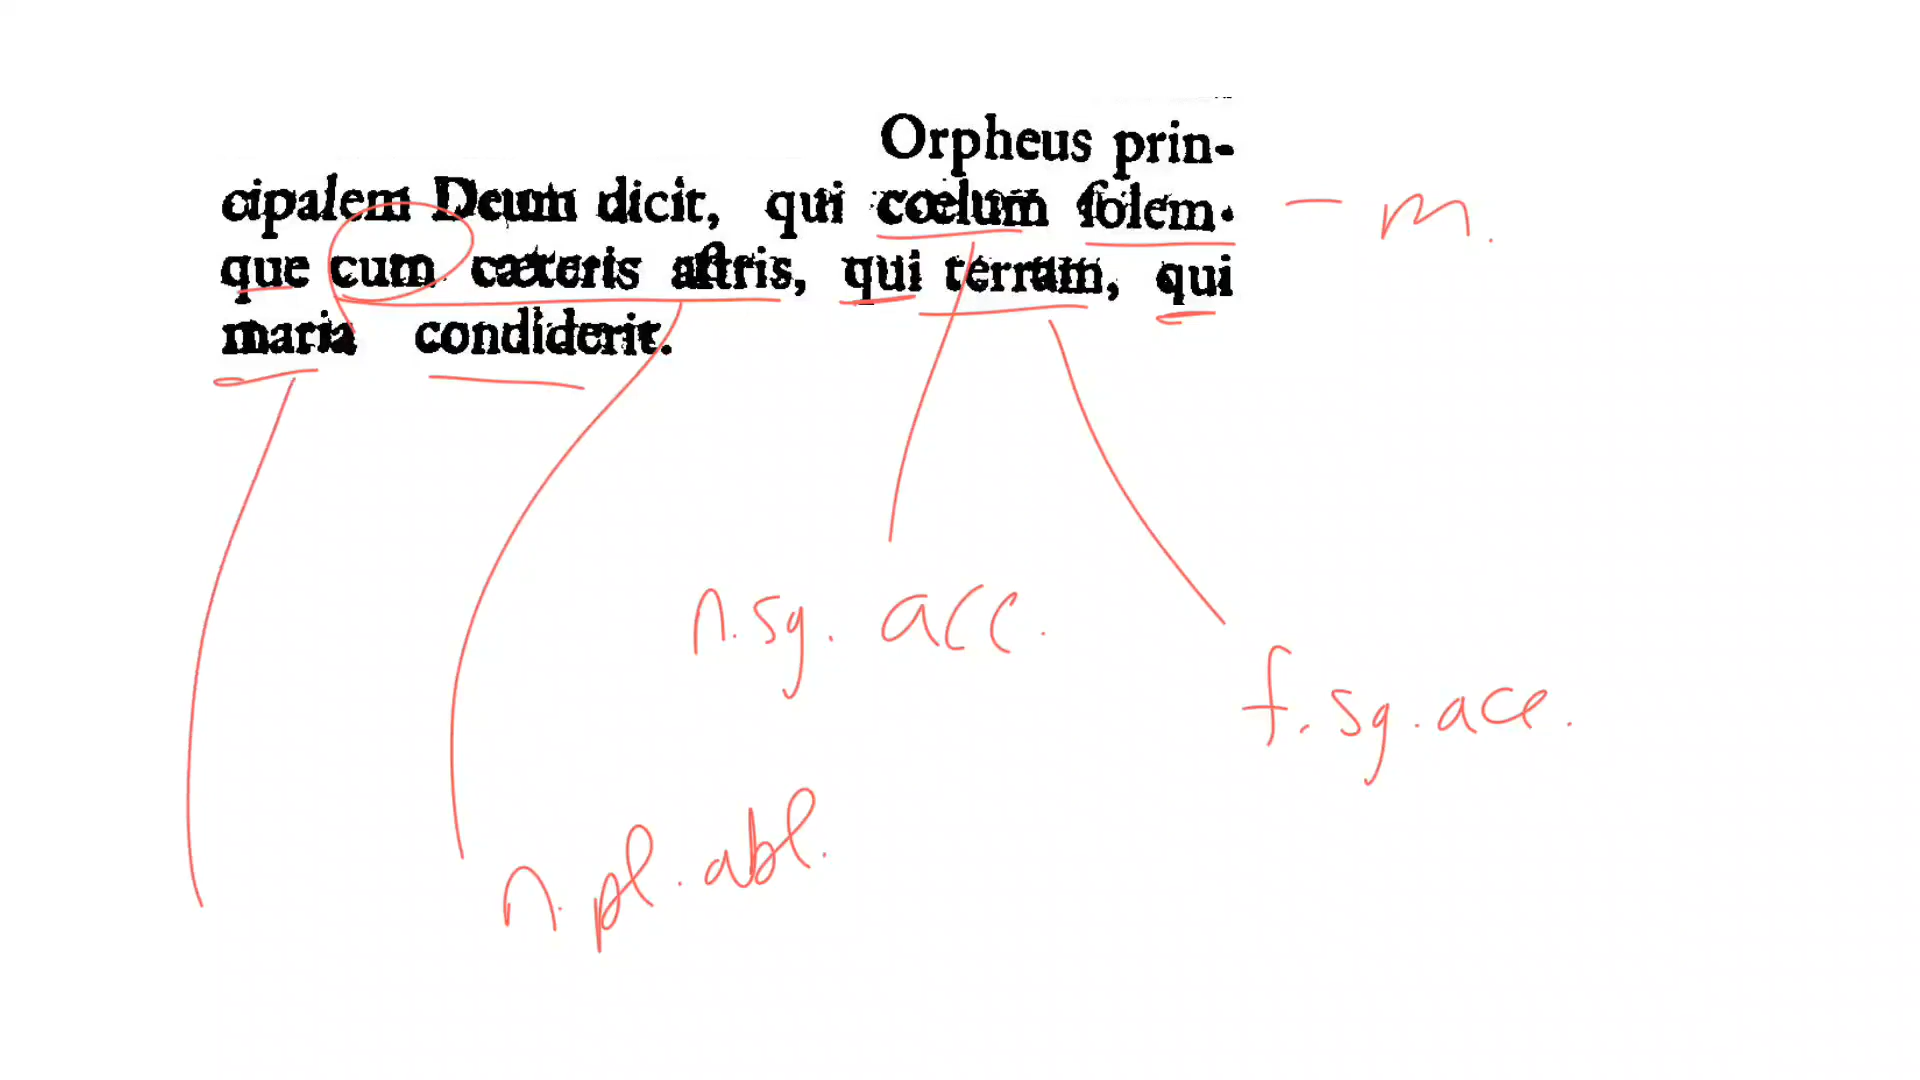 Orpheus prin-
cipalem Deum dicit, qui cœlum ſolem-
que cum cæteris aſtris, qui terram, qui
maria condiderit.
– m.
n. sg. acc.
f. sg. acc.
n. pl. abl.